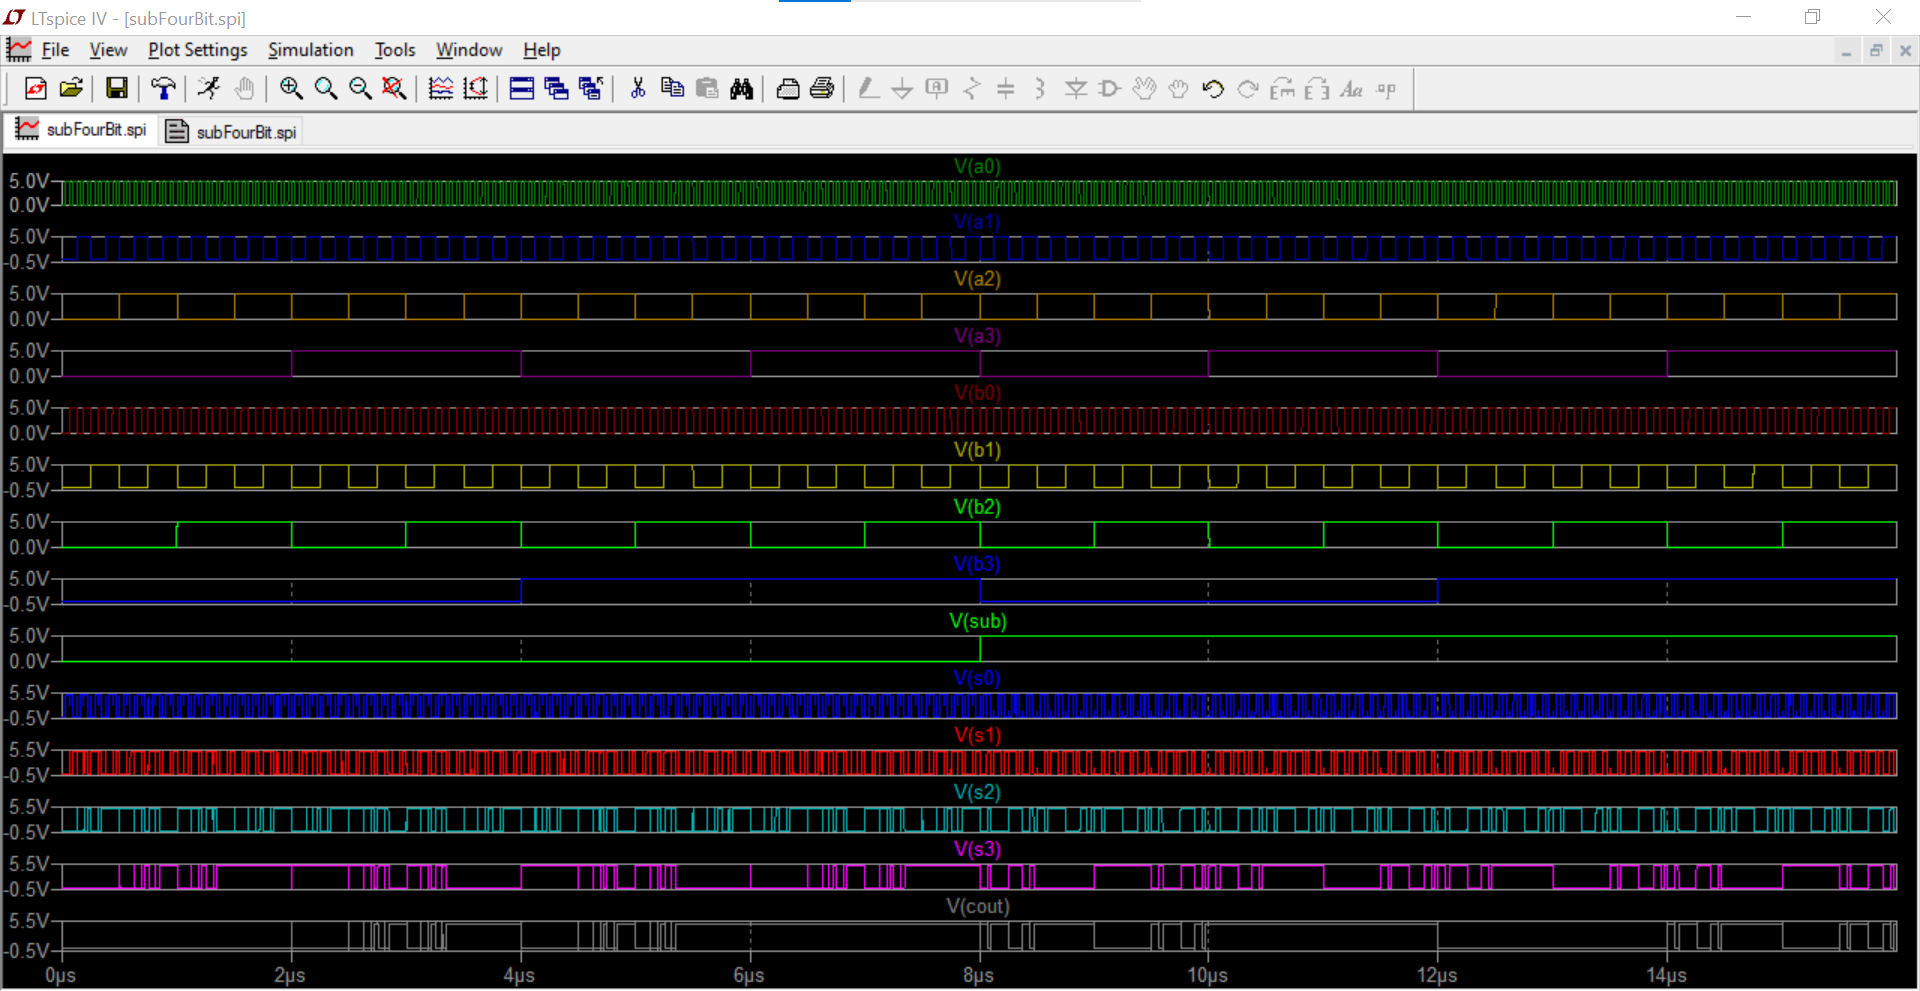 LTspice IV - [subFourBit.spi]
File View Plot Settings Simulation Tools Window Help
subFourBit.spi subFourBit.spi
V(a0)
5.0V
0.0V
V(a1)
5.0V
-0.5V
V(a2)
5.0V
0.0V
V(a3)
5.0V
0.0V
V(b0)
5.0V
0.0V
V(b1)
5.0V
-0.5V
V(b2)
5.0V
0.0V
V(b3)
5.0V
-0.5V
V(sub)
5.0V
0.0V
V(s0)
5.5V
-0.5V
V(s1)
5.5V
-0.5V
V(s2)
5.5V
-0.5V
V(s3)
5.5V
-0.5V
V(cout)
5.5V
-0.5V
0µs 2µs 4µs 6µs 8µs 10µs 12µs 14µs